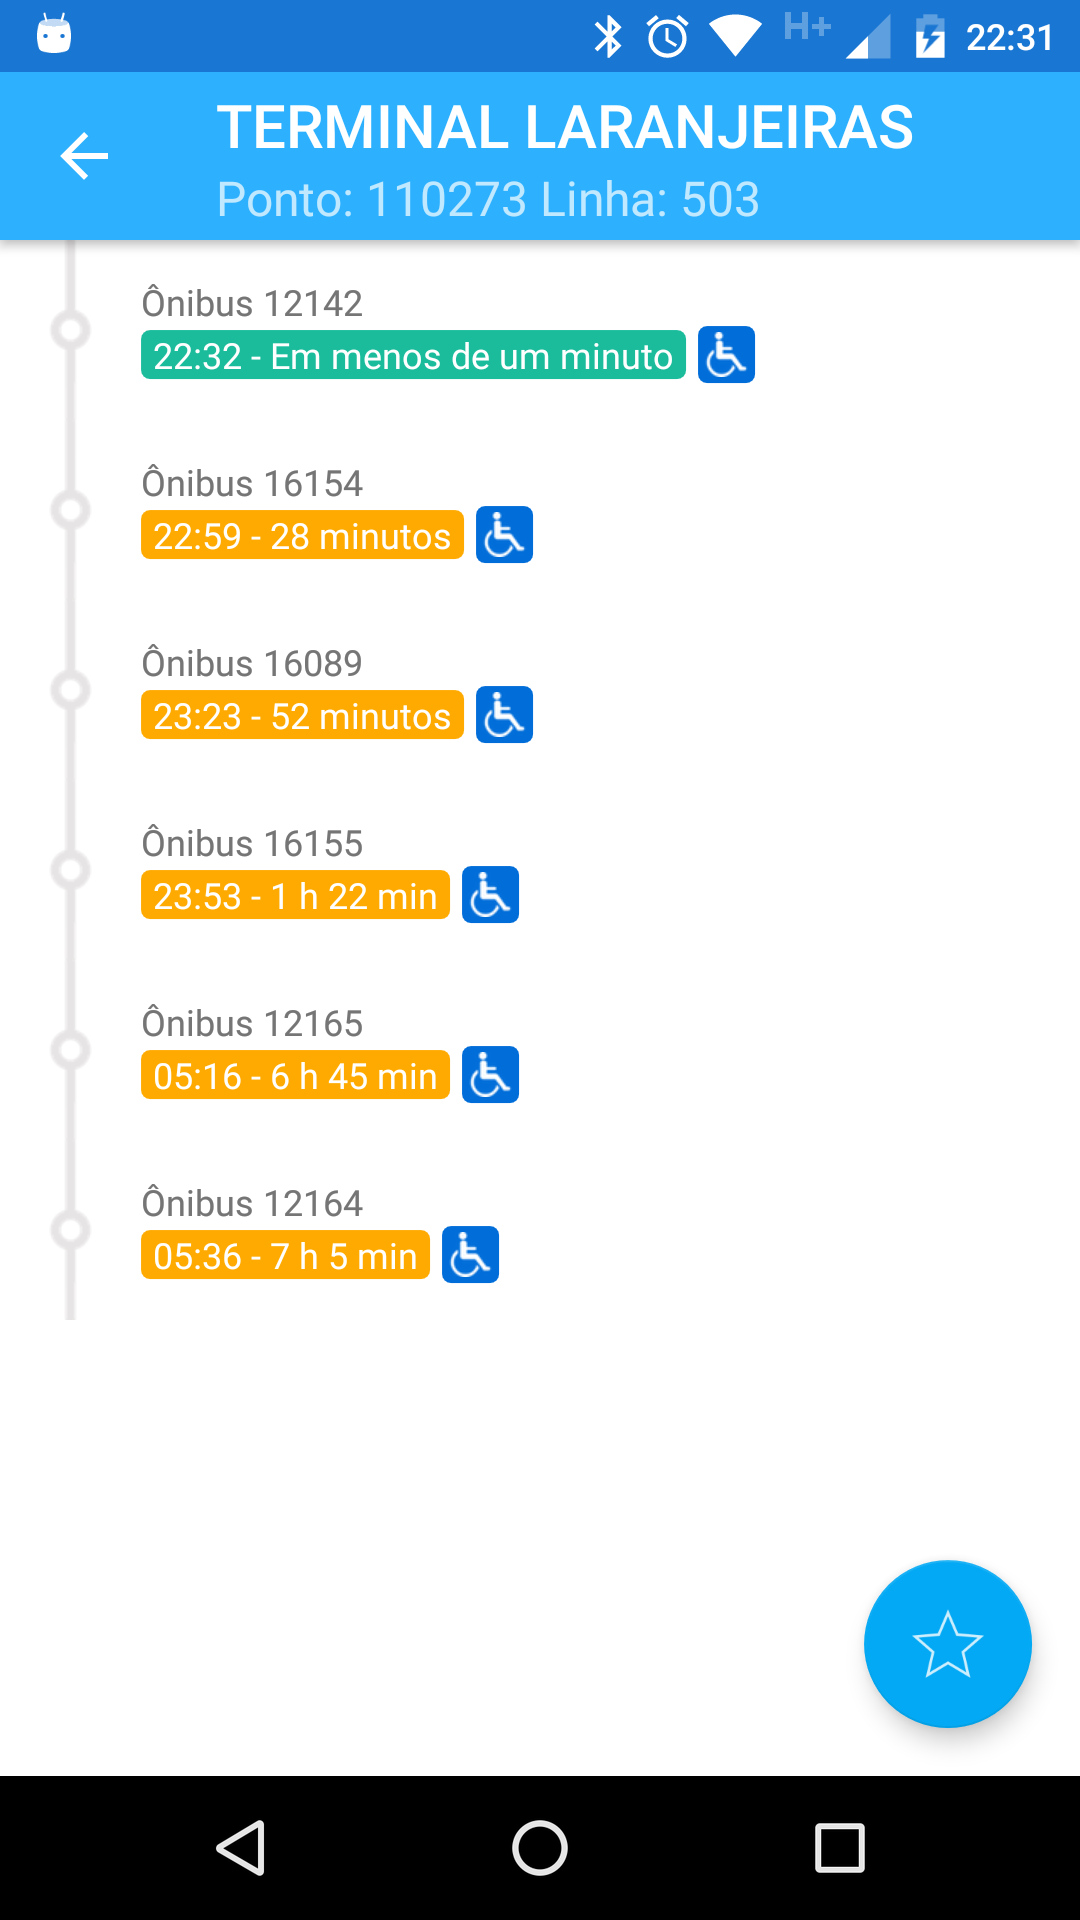 H+ 22:31
TERMINAL LARANJEIRAS
Ponto: 110273 Linha: 503
Ônibus 12142
22:32 - Em menos de um minuto
Ônibus 16154
22:59 - 28 minutos
Ônibus 16089
23:23 - 52 minutos
Ônibus 16155
23:53 - 1 h 22 min
Ônibus 12165
05:16 - 6 h 45 min
Ônibus 12164
05:36 - 7 h 5 min